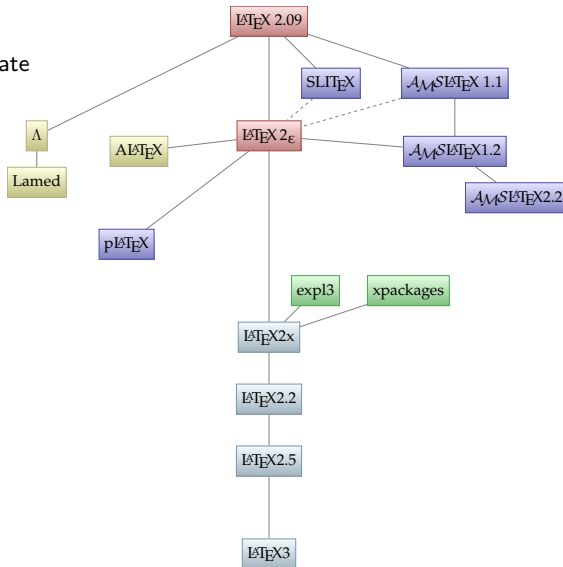 LATEX 2.09
ate
SLITEX
AMSLATEX 1.1
Λ
ALATEX
LATEX 2ε
AMSLATEX1.2
Lamed
AMSLATEX2.2
pLATEX
expl3
xpackages
LATEX2x
LATEX2.2
LATEX2.5
LATEX3